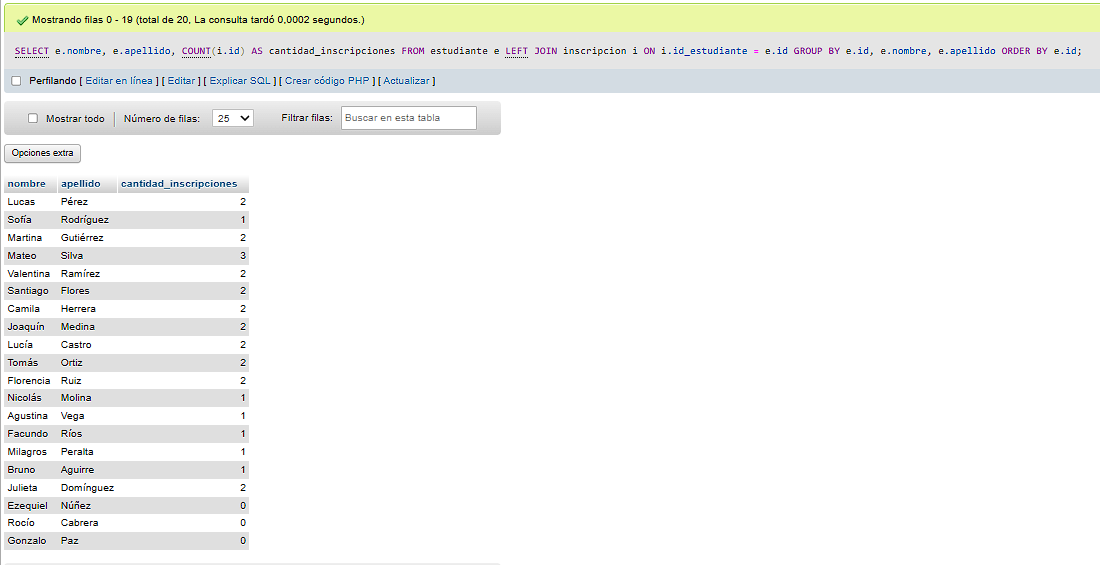 Mostrando filas 0 - 19 (total de 20, La consulta tardó 0,0002 segundos.)
SELECT e.nombre, e.apellido, COUNT(i.id) AS cantidad_inscripciones FROM estudiante e LEFT JOIN inscripcion i ON i.id_estudiante = e.id GROUP BY e.id, e.nombre, e.apellido ORDER BY e.id;
Perfilando [ Editar en línea ] [ Editar ] [ Explicar SQL ] [ Crear código PHP ] [ Actualizar ]
Mostrar todo Número de filas: 25 Filtrar filas: Buscar en esta tabla
Opciones extra
nombre apellido cantidad_inscripciones
Lucas Pérez 2
Sofía Rodríguez 1
Martina Gutiérrez 2
Mateo Silva 3
Valentina Ramírez 2
Santiago Flores 2
Camila Herrera 2
Joaquín Medina 2
Lucía Castro 2
Tomás Ortiz 2
Florencia Ruiz 2
Nicolás Molina 1
Agustina Vega 1
Facundo Ríos 1
Milagros Peralta 1
Bruno Aguirre 1
Julieta Domínguez 2
Ezequiel Núñez 0
Rocío Cabrera 0
Gonzalo Paz 0